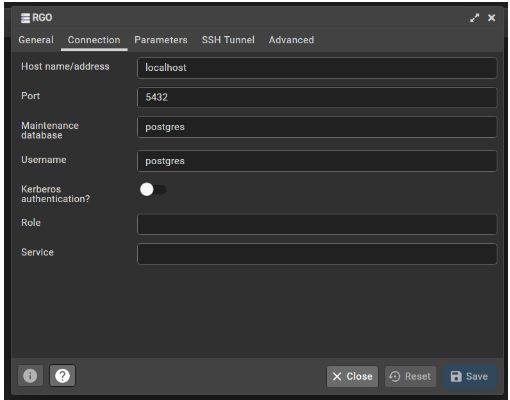 RGO
General Connection Parameters SSH Tunnel Advanced
Host name/address localhost
Port 5432
Maintenance
database
postgres
Username postgres
Kerberos
authentication?
Role
Service
Close Reset Save